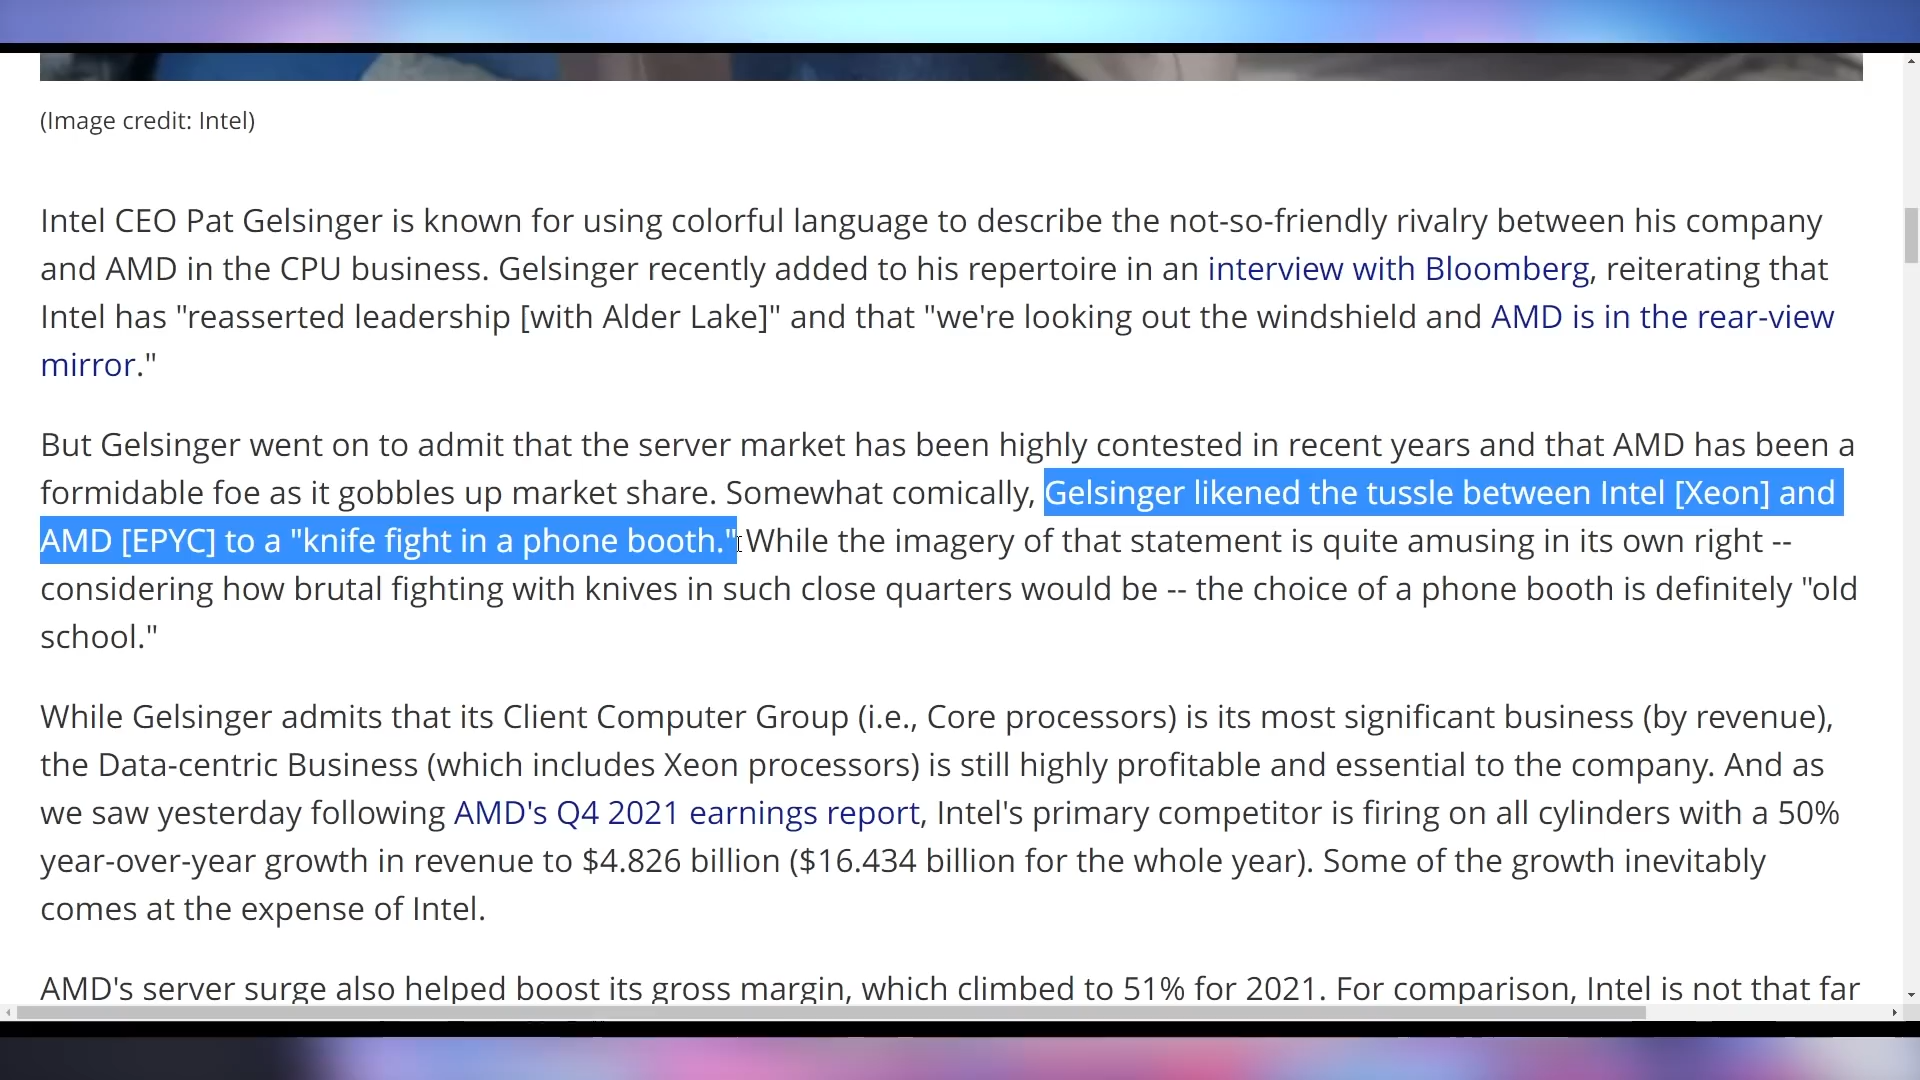 (Image credit: Intel)
Intel CEO Pat Gelsinger is known for using colorful language to describe the not-so-friendly rivalry between his company
and AMD in the CPU business. Gelsinger recently added to his repertoire in an interview with Bloomberg, reiterating that
Intel has "reasserted leadership [with Alder Lake]" and that "we're looking out the windshield and AMD is in the rear-view
mirror."
But Gelsinger went on to admit that the server market has been highly contested in recent years and that AMD has been a
formidable foe as it gobbles up market share. Somewhat comically, Gelsinger likened the tussle between Intel [Xeon] and
AMD [EPYC] to a "knife fight in a phone booth." While the imagery of that statement is quite amusing in its own right --
considering how brutal fighting with knives in such close quarters would be -- the choice of a phone booth is definitely "old
school."
While Gelsinger admits that its Client Computer Group (i.e., Core processors) is its most significant business (by revenue),
the Data-centric Business (which includes Xeon processors) is still highly profitable and essential to the company. And as
we saw yesterday following AMD's Q4 2021 earnings report, Intel's primary competitor is firing on all cylinders with a 50%
year-over-year growth in revenue to $4.826 billion ($16.434 billion for the whole year). Some of the growth inevitably
comes at the expense of Intel.
AMD's server surge also helped boost its gross margin, which climbed to 51% for 2021. For comparison, Intel is not that far